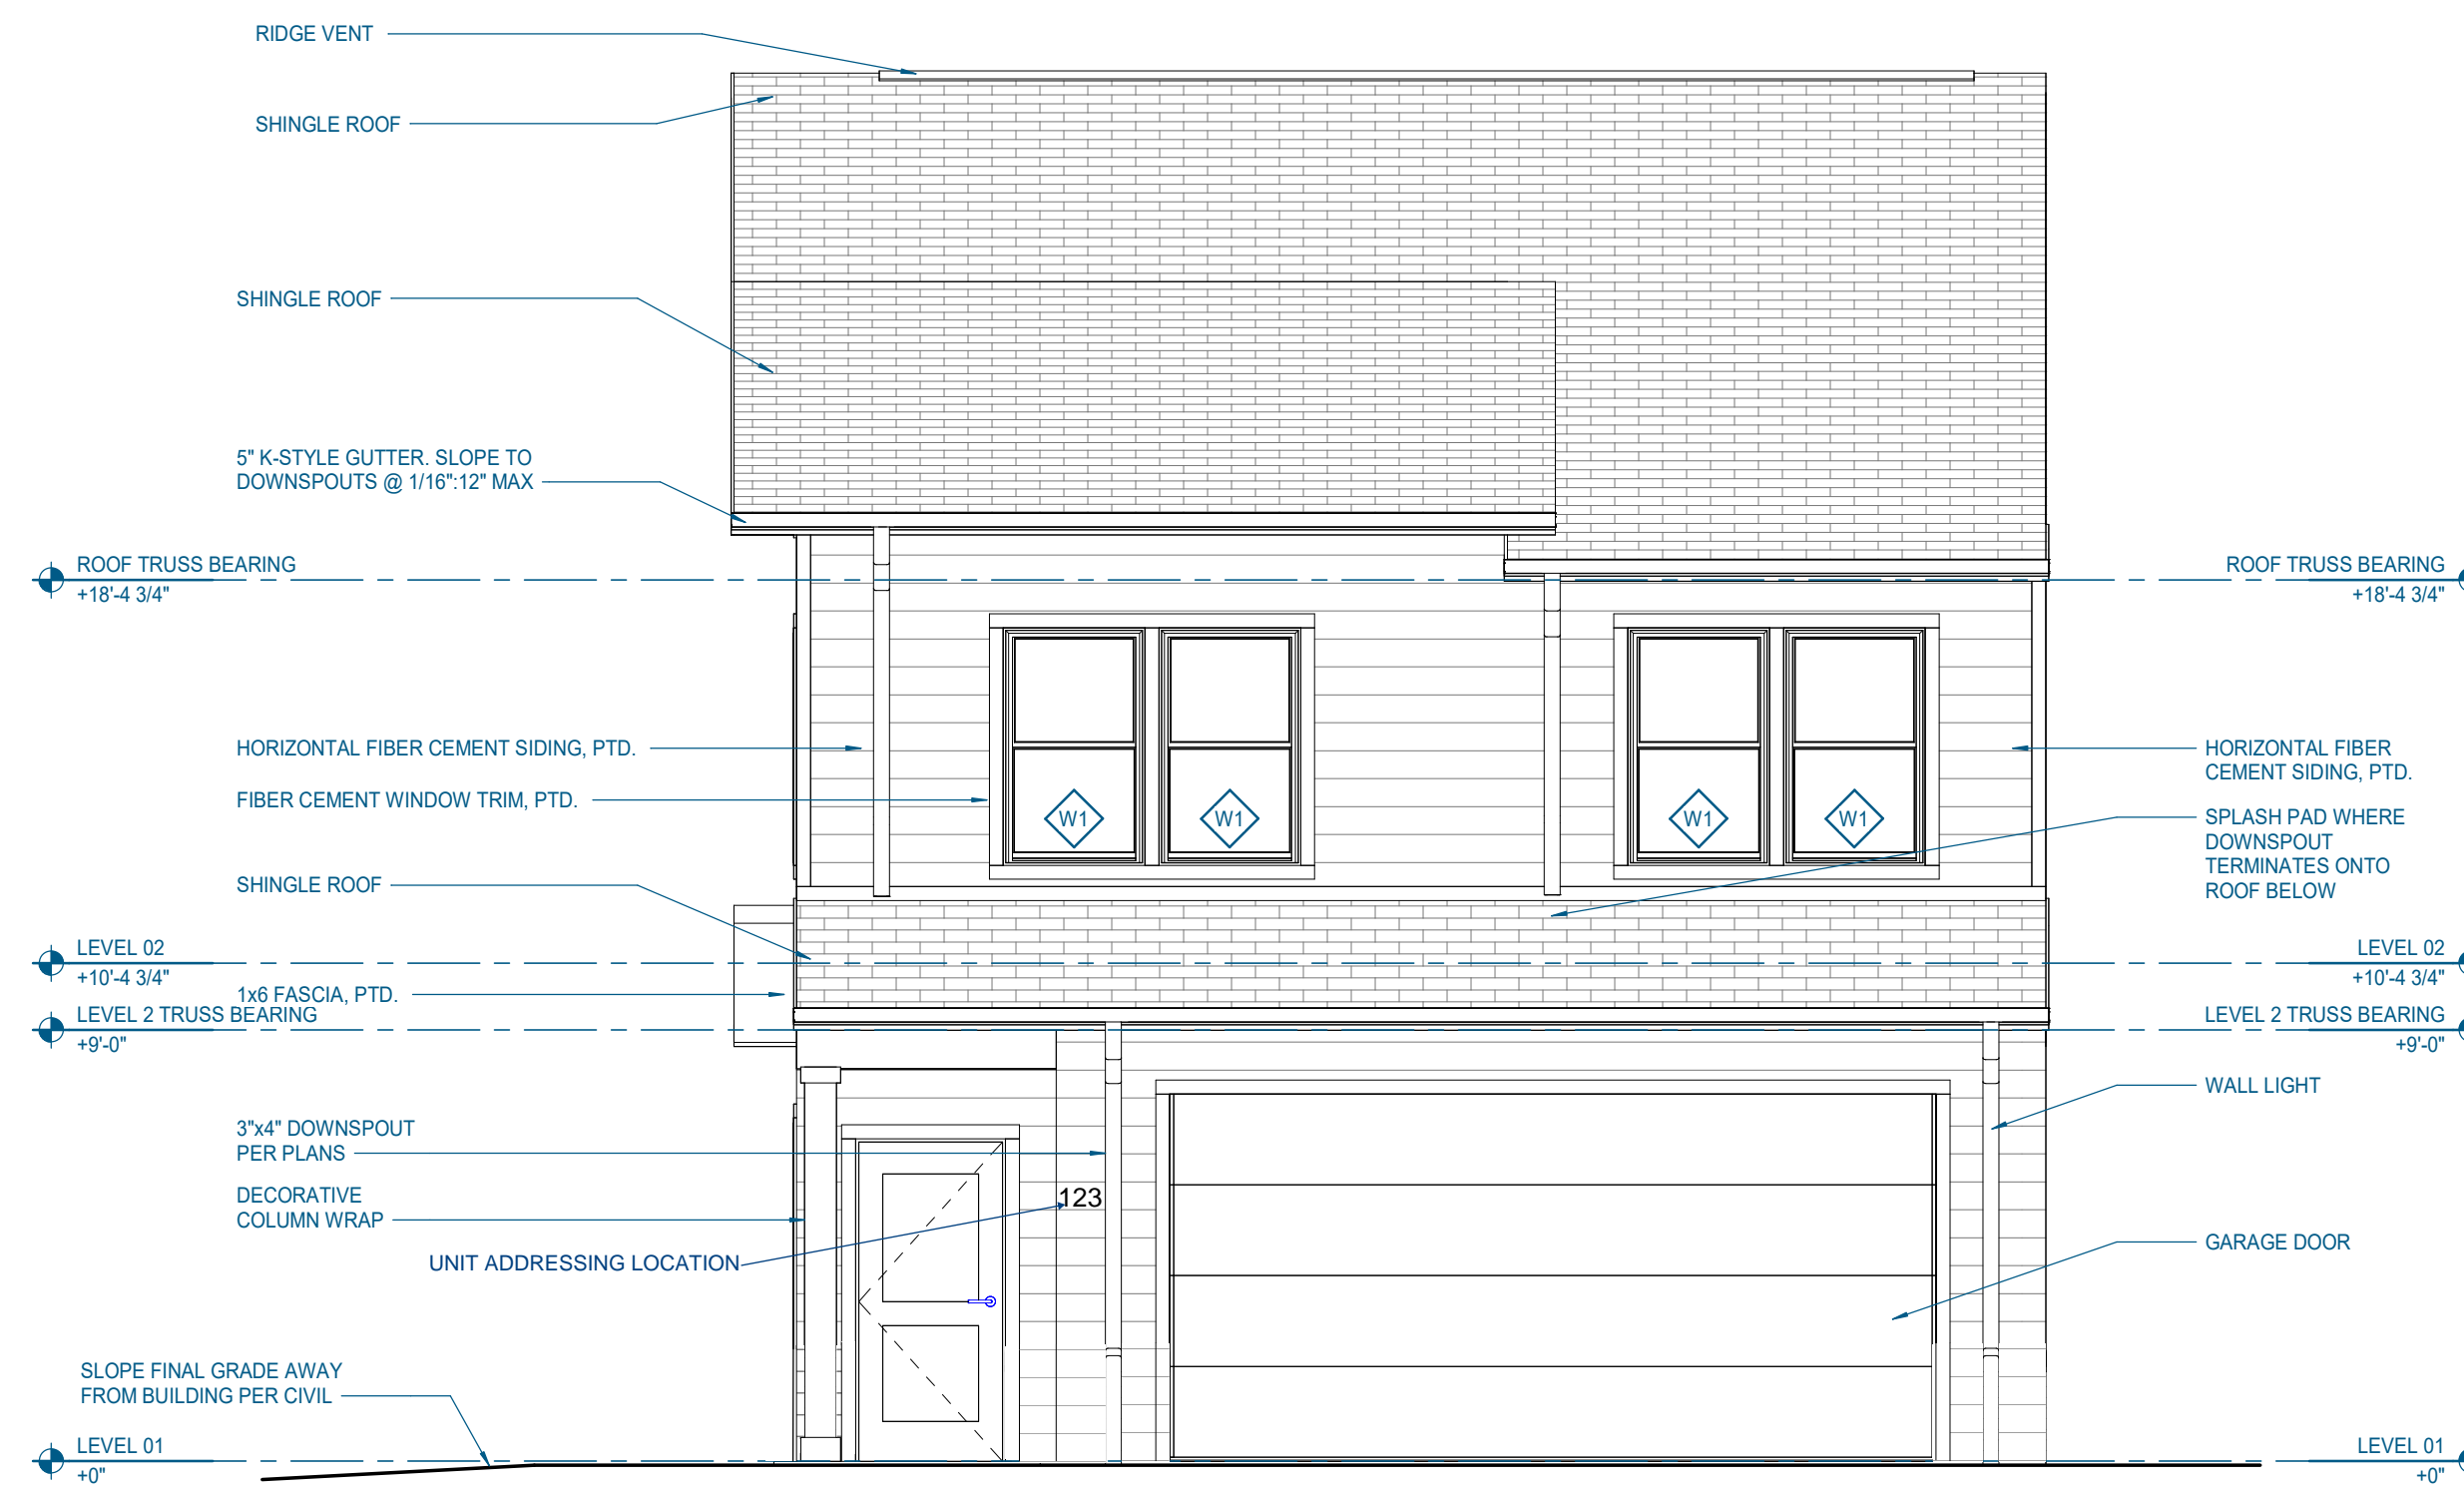 RIDGE VENT
SHINGLE ROOF
SHINGLE ROOF
5" K-STYLE GUTTER. SLOPE TO
DOWNSPOUTS @ 1/16":12" MAX
ROOF TRUSS BEARING
+18'-4 3/4"
ROOF TRUSS BEARING
+18'-4 3/4"
HORIZONTAL FIBER CEMENT SIDING, PTD.
FIBER CEMENT WINDOW TRIM, PTD.
W1
W1
W1
W1
HORIZONTAL FIBER
CEMENT SIDING, PTD.
SPLASH PAD WHERE
DOWNSPOUT
TERMINATES ONTO
ROOF BELOW
SHINGLE ROOF
LEVEL 02
+10'-4 3/4"
LEVEL 02
+10'-4 3/4"
1x6 FASCIA, PTD.
LEVEL 2 TRUSS BEARING
+9'-0"
LEVEL 2 TRUSS BEARING
+9'-0"
WALL LIGHT
3"x4" DOWNSPOUT
PER PLANS
DECORATIVE
COLUMN WRAP
123
UNIT ADDRESSING LOCATION
GARAGE DOOR
SLOPE FINAL GRADE AWAY
FROM BUILDING PER CIVIL
LEVEL 01
+0"
LEVEL 01
+0"